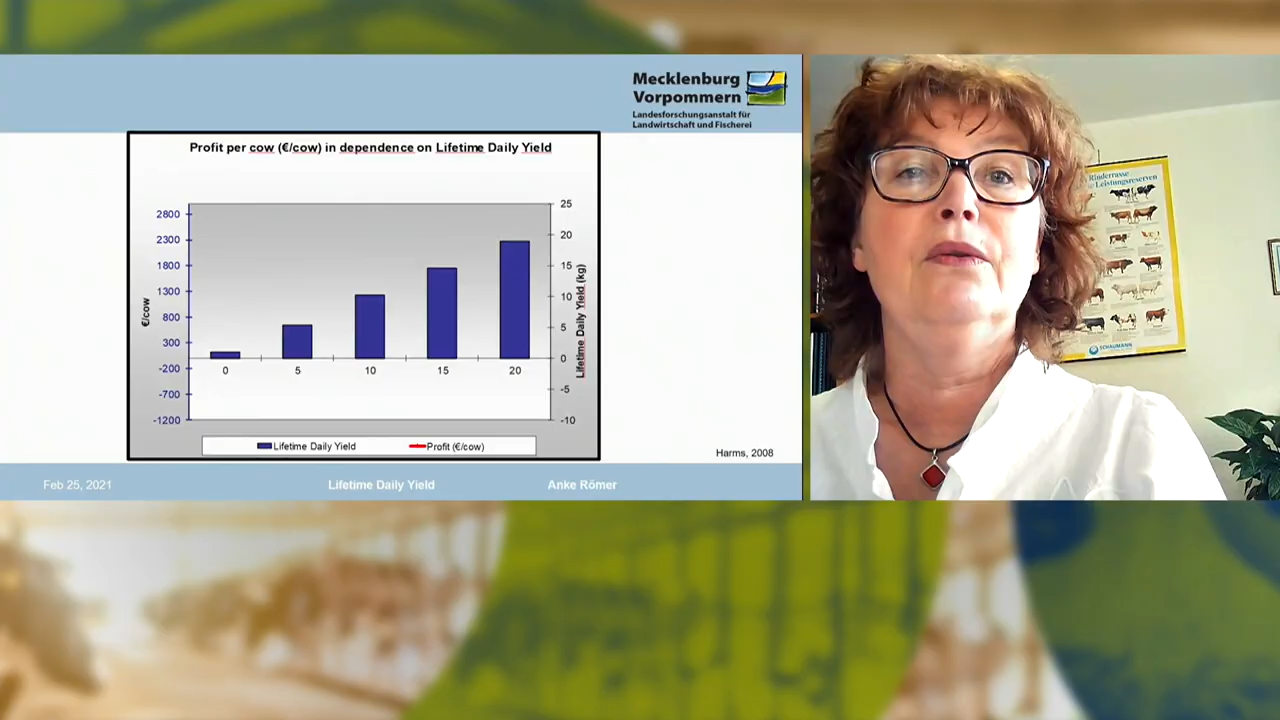 Mecklenburg
Vorpommern
Landesforschungsanstalt für
Landwirtschaft und Fischerei
Profit per cow (€/cow) in dependence on Lifetime Daily Yield
2800
2300
1800
1300
800
300
-200
-700
-1200
€/cow
25
20
15
10
5
0
-5
-10
Lifetime Daily Yield (kg)
0 5 10 15 20
Lifetime Daily Yield Profit (€/cow)
Harms, 2008
Feb 25, 2021 Lifetime Daily Yield Anke Römer
Rinderrasse
Leistungsreserven
SCHAUMANN